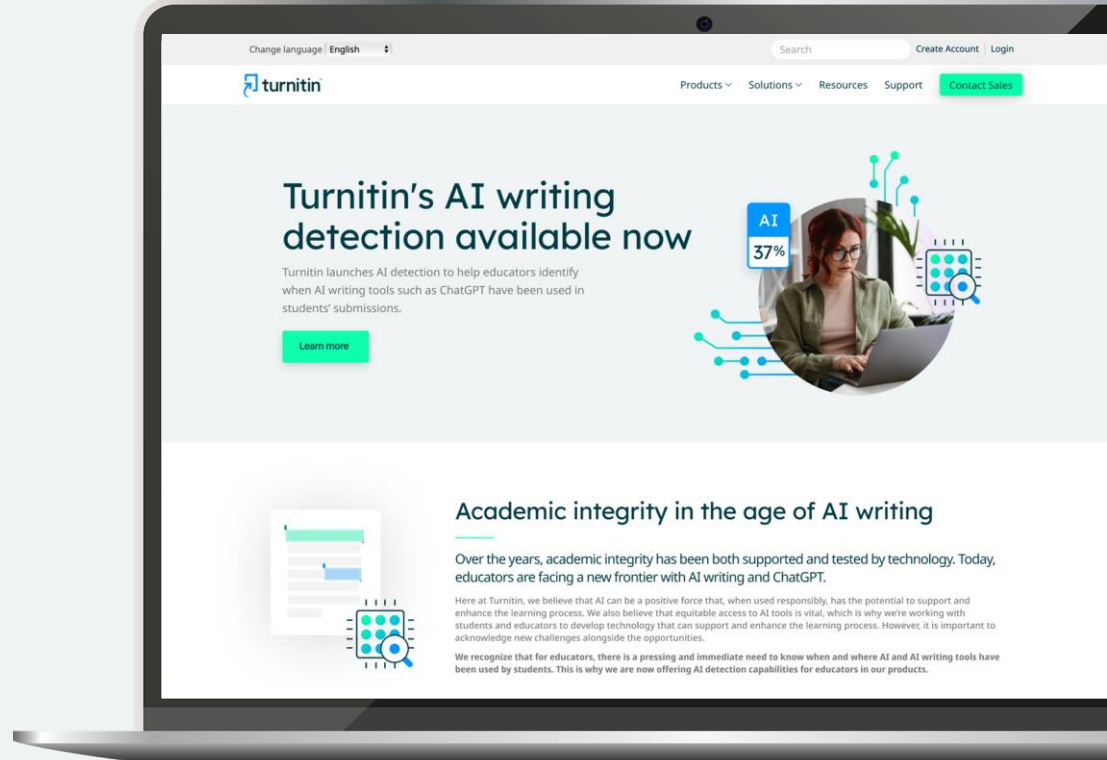 Change language English
Search
Create Account Login
turnitin
Products Solutions Resources Support Contact Sales
Turnitin's AI writing
detection available now
Turnitin launches AI detection to help educators identify
when AI writing tools such as ChatGPT have been used in
students' submissions.
Learn more
AI
37%
Academic integrity in the age of AI writing
Over the years, academic integrity has been both supported and tested by technology. Today,
educators are facing a new frontier with AI writing and ChatGPT.
Here at Turnitin, we believe that AI can be a positive force that, when used responsibly, has the potential to support and
enhance the learning process. We also believe that equitable access to AI tools is vital, which is why we're working with
students and educators to develop technology that can support and enhance the learning process. However, it is important to
acknowledge new challenges alongside the opportunities.
We recognize that for educators, there is a pressing and immediate need to know when and where AI and AI writing tools have
been used by students. This is why we are now offering AI detection capabilities for educators in our products.